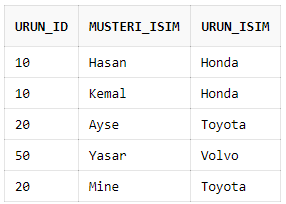 URUN_ID MUSTERI_ISIM URUN_ISIM
10 Hasan Honda
10 Kemal Honda
20 Ayse Toyota
50 Yasar Volvo
20 Mine Toyota